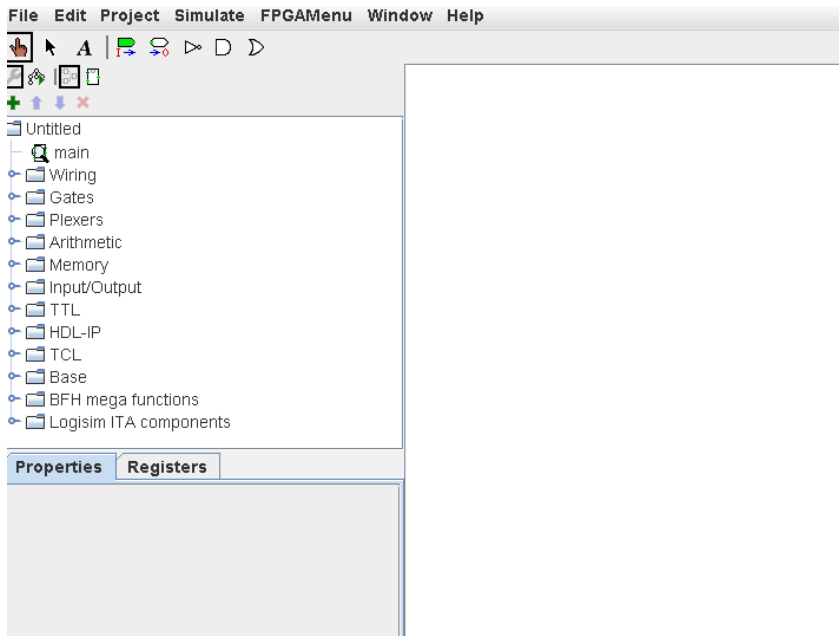 File Edit Project Simulate FPGAMenu Window Help
A
Untitled
main
Wiring
Gates
Plexers
Arithmetic
Memory
Input/Output
TTL
HDL-IP
TCL
Base
BFH mega functions
Logisim ITA components
Properties Registers